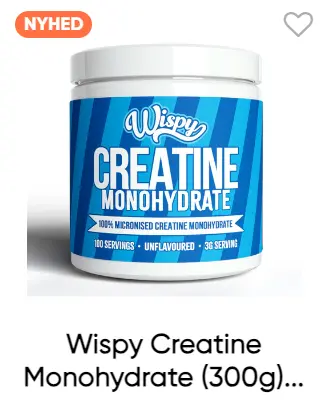 NYHED
Wispy
CREATINE
MONOHYDRATE
100% MICRONISED CREATINE MONOHYDRATE
100 SERVINGS • UNFLAVOURED • 3G SERVING
Wispy Creatine
Monohydrate (300g)...